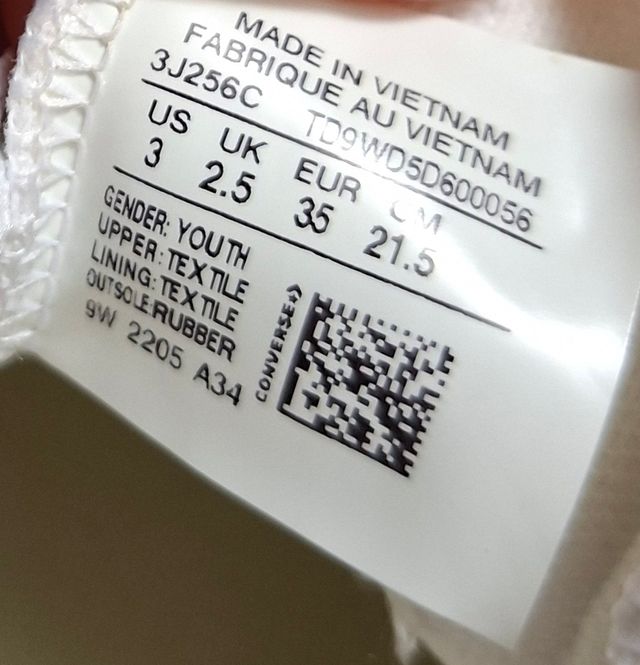 MADE IN VIETNAM
FABRIQUE AU VIETNAM
3J256C TD9WD5D600056
US UK EUR CM
3 2.5 35 21.5
GENDER: YOUTH
UPPER: TEXTILE
LINING: TEXTILE
OUTSOLE:RUBBER
9W 2205 A34
CONVERSE